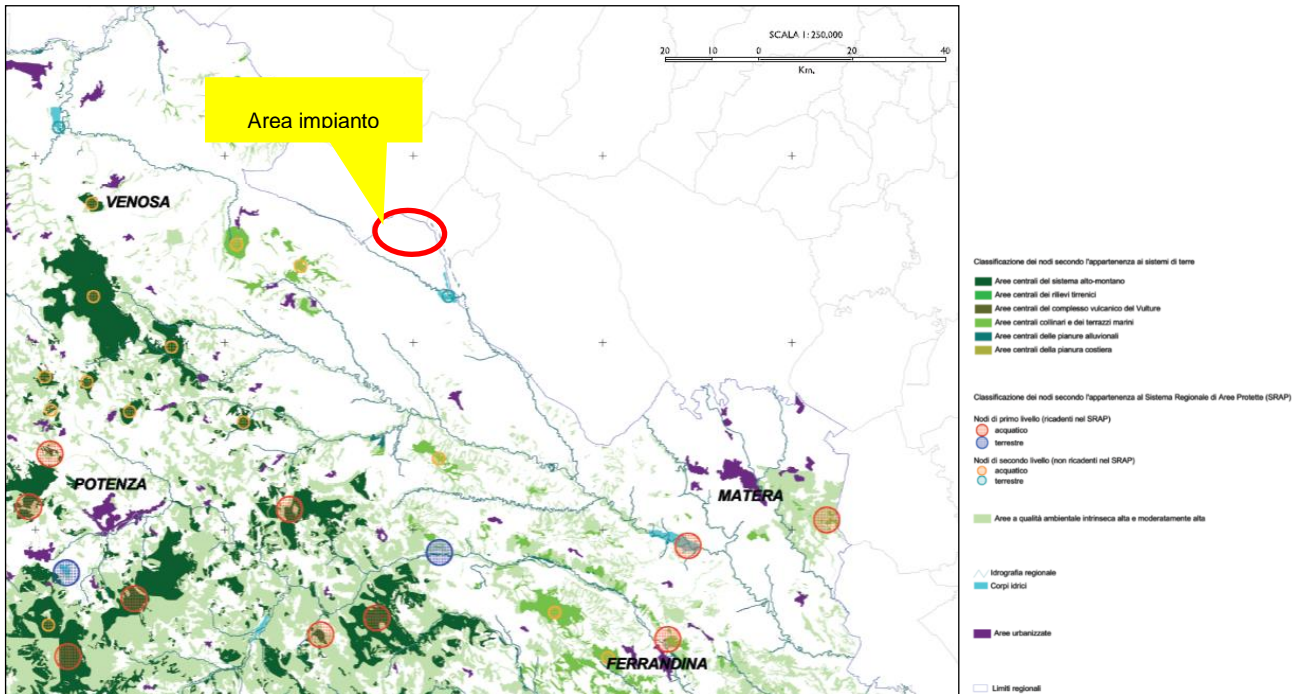 SCALA 1: 250.000
20 10 0 20 40
Km.
Area impianto
VENOSA
POTENZA
MATERA
FERRANDINA
Classificazione dei nodi secondo l'appartenenza ai sistemi di terre
Aree centrali del sistema alto-montano
Aree centrali dei rilievi tirrenici
Aree centrali del complesso vulcanico del Vulture
Aree centrali collinari e dei terrazzi marini
Aree centrali delle pianure alluvionali
Aree centrali della pianura costiera
Classificazione dei nodi secondo l'appartenenza al Sistema Regionale di Aree Protette (SRAP)
Nodi di primo livello (ricadenti nel SRAP)
acquatico
terrestre
Nodi di secondo livello (non ricadenti nel SRAP)
acquatico
terrestre
Aree a qualità ambientale intrinseca alta e moderatamente alta
Idrografia regionale
Corpi idrici
Aree urbanizzate
Limiti regionali